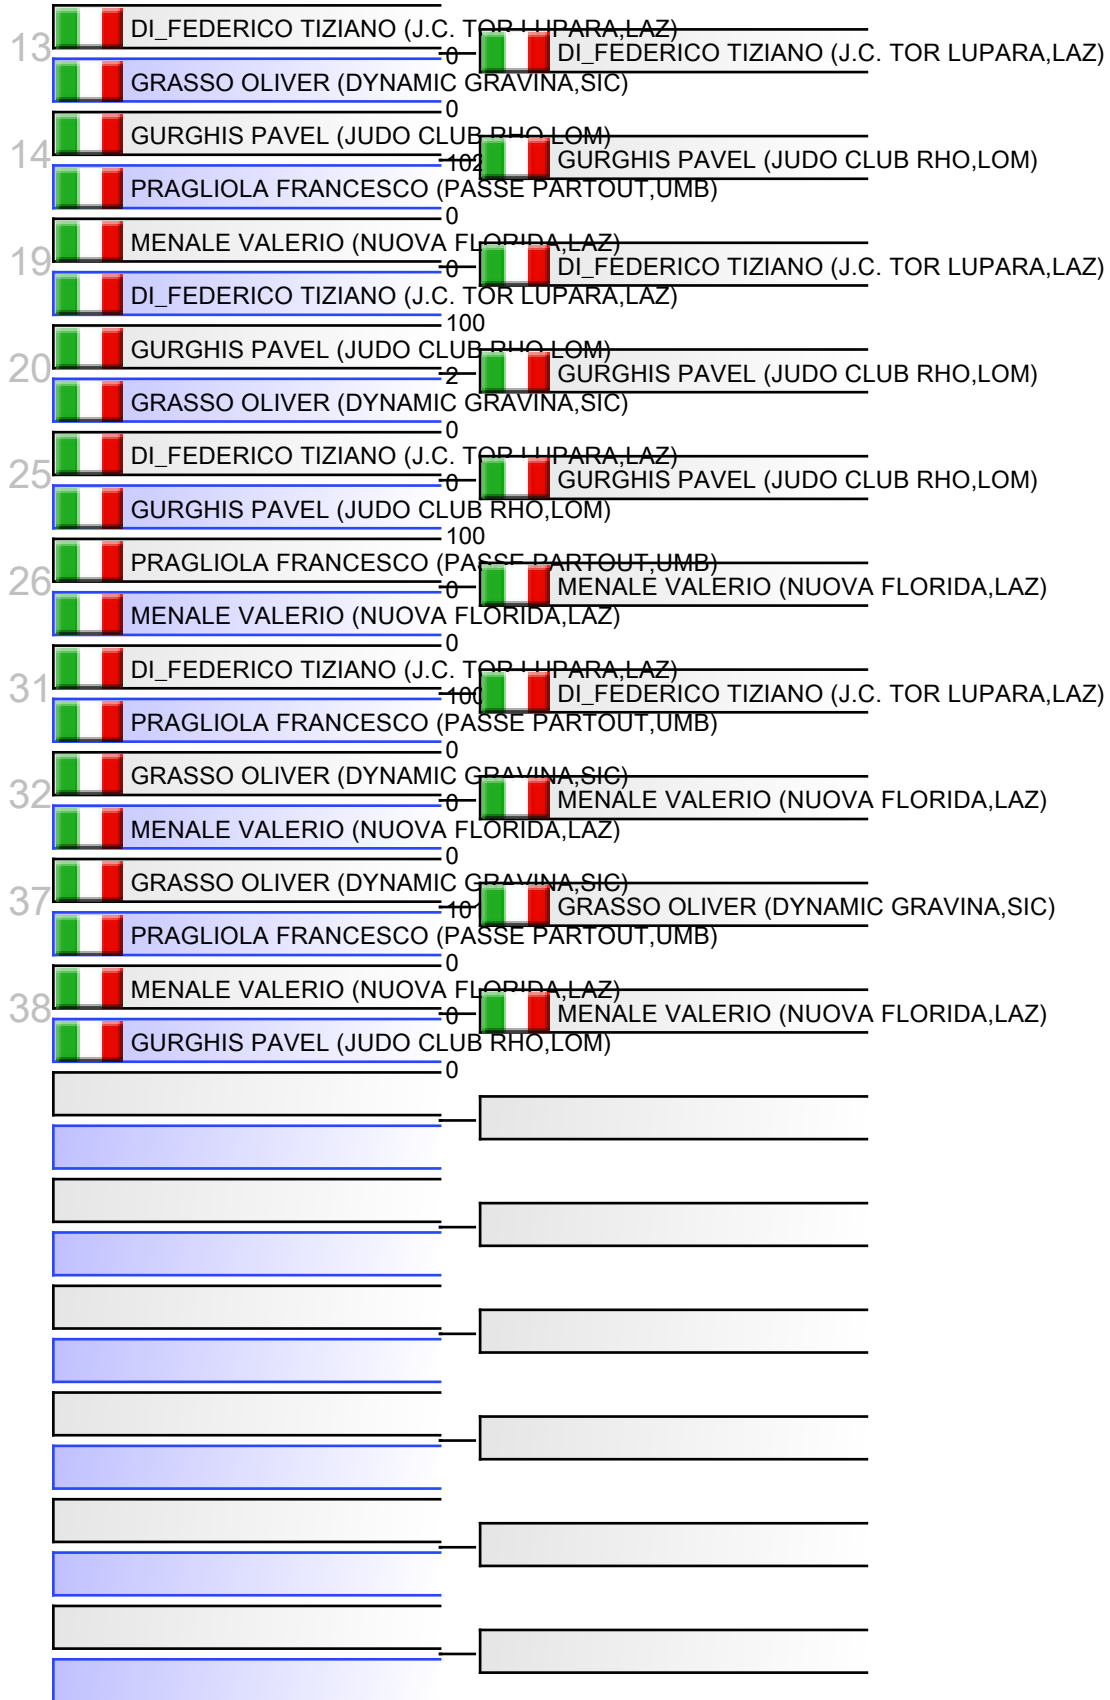 13
DI_FEDERICO TIZIANO (J.C. TOR LUPARA,LAZ)
0
DI_FEDERICO TIZIANO (J.C. TOR LUPARA,LAZ)
GRASSO OLIVER (DYNAMIC GRAVINA,SIC)
0
14
GURGHIS PAVEL (JUDO CLUB RHO,LOM)
102
GURGHIS PAVEL (JUDO CLUB RHO,LOM)
PRAGLIOLA FRANCESCO (PASSE PARTOUT,UMB)
0
19
MENALE VALERIO (NUOVA FLORIDA,LAZ)
0
DI_FEDERICO TIZIANO (J.C. TOR LUPARA,LAZ)
DI_FEDERICO TIZIANO (J.C. TOR LUPARA,LAZ)
100
20
GURGHIS PAVEL (JUDO CLUB RHO,LOM)
2
GURGHIS PAVEL (JUDO CLUB RHO,LOM)
GRASSO OLIVER (DYNAMIC GRAVINA,SIC)
0
25
DI_FEDERICO TIZIANO (J.C. TOR LUPARA,LAZ)
0
GURGHIS PAVEL (JUDO CLUB RHO,LOM)
GURGHIS PAVEL (JUDO CLUB RHO,LOM)
100
26
PRAGLIOLA FRANCESCO (PASSE PARTOUT,UMB)
0
MENALE VALERIO (NUOVA FLORIDA,LAZ)
MENALE VALERIO (NUOVA FLORIDA,LAZ)
0
31
DI_FEDERICO TIZIANO (J.C. TOR LUPARA,LAZ)
100
DI_FEDERICO TIZIANO (J.C. TOR LUPARA,LAZ)
PRAGLIOLA FRANCESCO (PASSE PARTOUT,UMB)
0
32
GRASSO OLIVER (DYNAMIC GRAVINA,SIC)
0
MENALE VALERIO (NUOVA FLORIDA,LAZ)
MENALE VALERIO (NUOVA FLORIDA,LAZ)
0
37
GRASSO OLIVER (DYNAMIC GRAVINA,SIC)
101
GRASSO OLIVER (DYNAMIC GRAVINA,SIC)
PRAGLIOLA FRANCESCO (PASSE PARTOUT,UMB)
0
38
MENALE VALERIO (NUOVA FLORIDA,LAZ)
0
MENALE VALERIO (NUOVA FLORIDA,LAZ)
GURGHIS PAVEL (JUDO CLUB RHO,LOM)
0